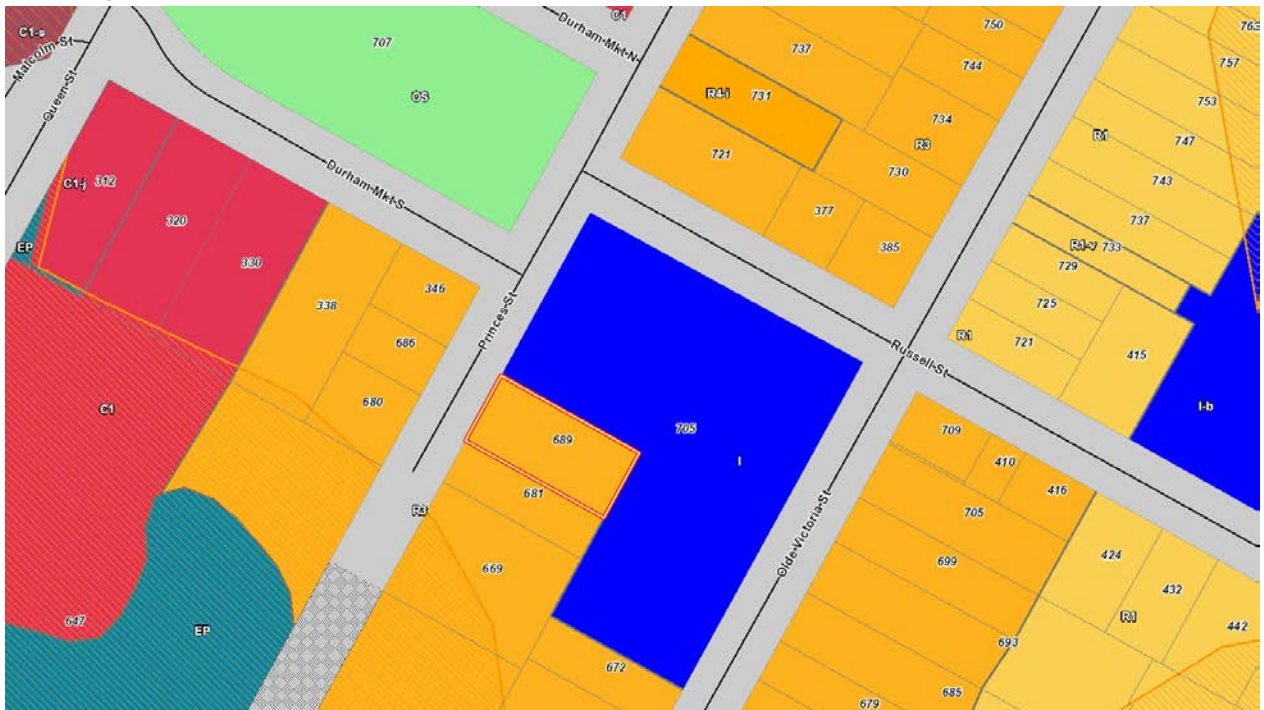 C1-s
Malcolm-St
Queen-St
707
OS
C1
Durham-Mkt-N
737
750
744
R4-i
731
734
R3
721
730
377
385
763
757
753
R1
747
743
737
R1-v
733
729
725
R1
721
415
Durham-Mkt-S
C1-j
312
320
330
EP
338
346
686
680
Princes-St
Russell-St
C1
689
705
I
I-b
681
R3
669
Olde-Victoria-St
709
410
416
705
699
424
432
R1
442
693
647
EP
672
685
679